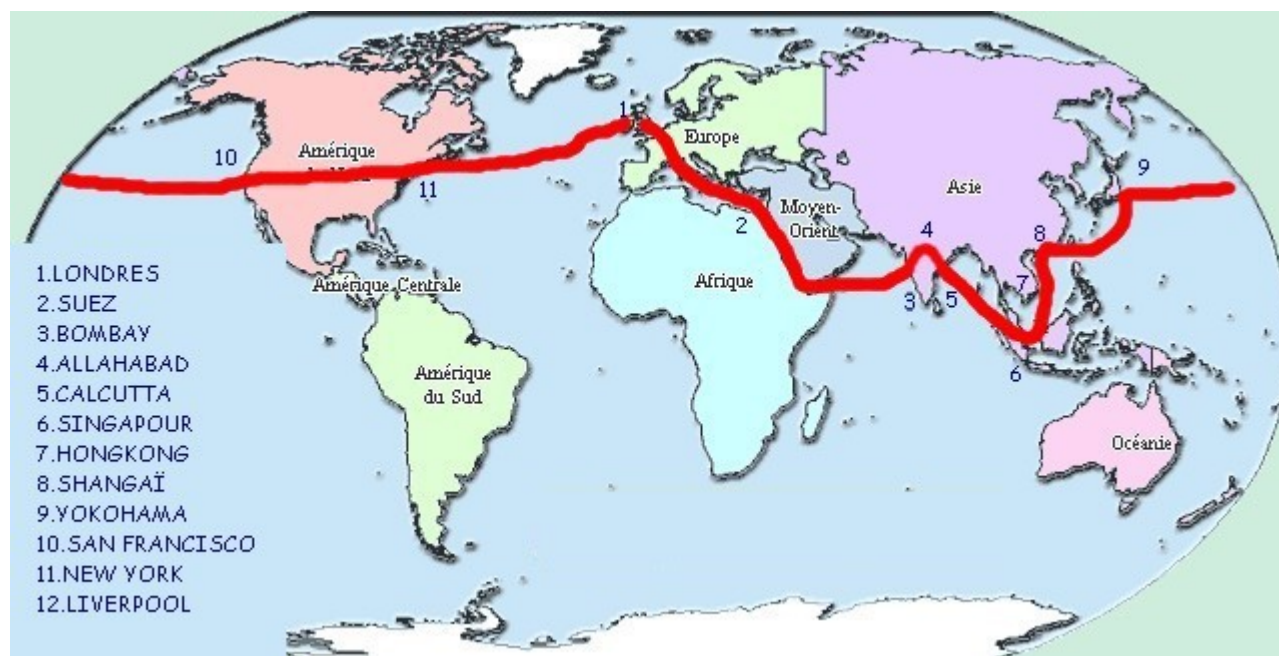 1
Europe
Amérique
du Nord
10
11
9
Asie
Moyen-
Orient
2
4
8
7
3
5
6
Afrique
Amérique Centrale
Amérique
du Sud
Océanie
1.LONDRES
2.SUEZ
3.BOMBAY
4.ALLAHABAD
5.CALCUTTA
6.SINGAPOUR
7.HONGKONG
8.SHANGAÏ
9.YOKOHAMA
10.SAN FRANCISCO
11.NEW YORK
12.LIVERPOOL